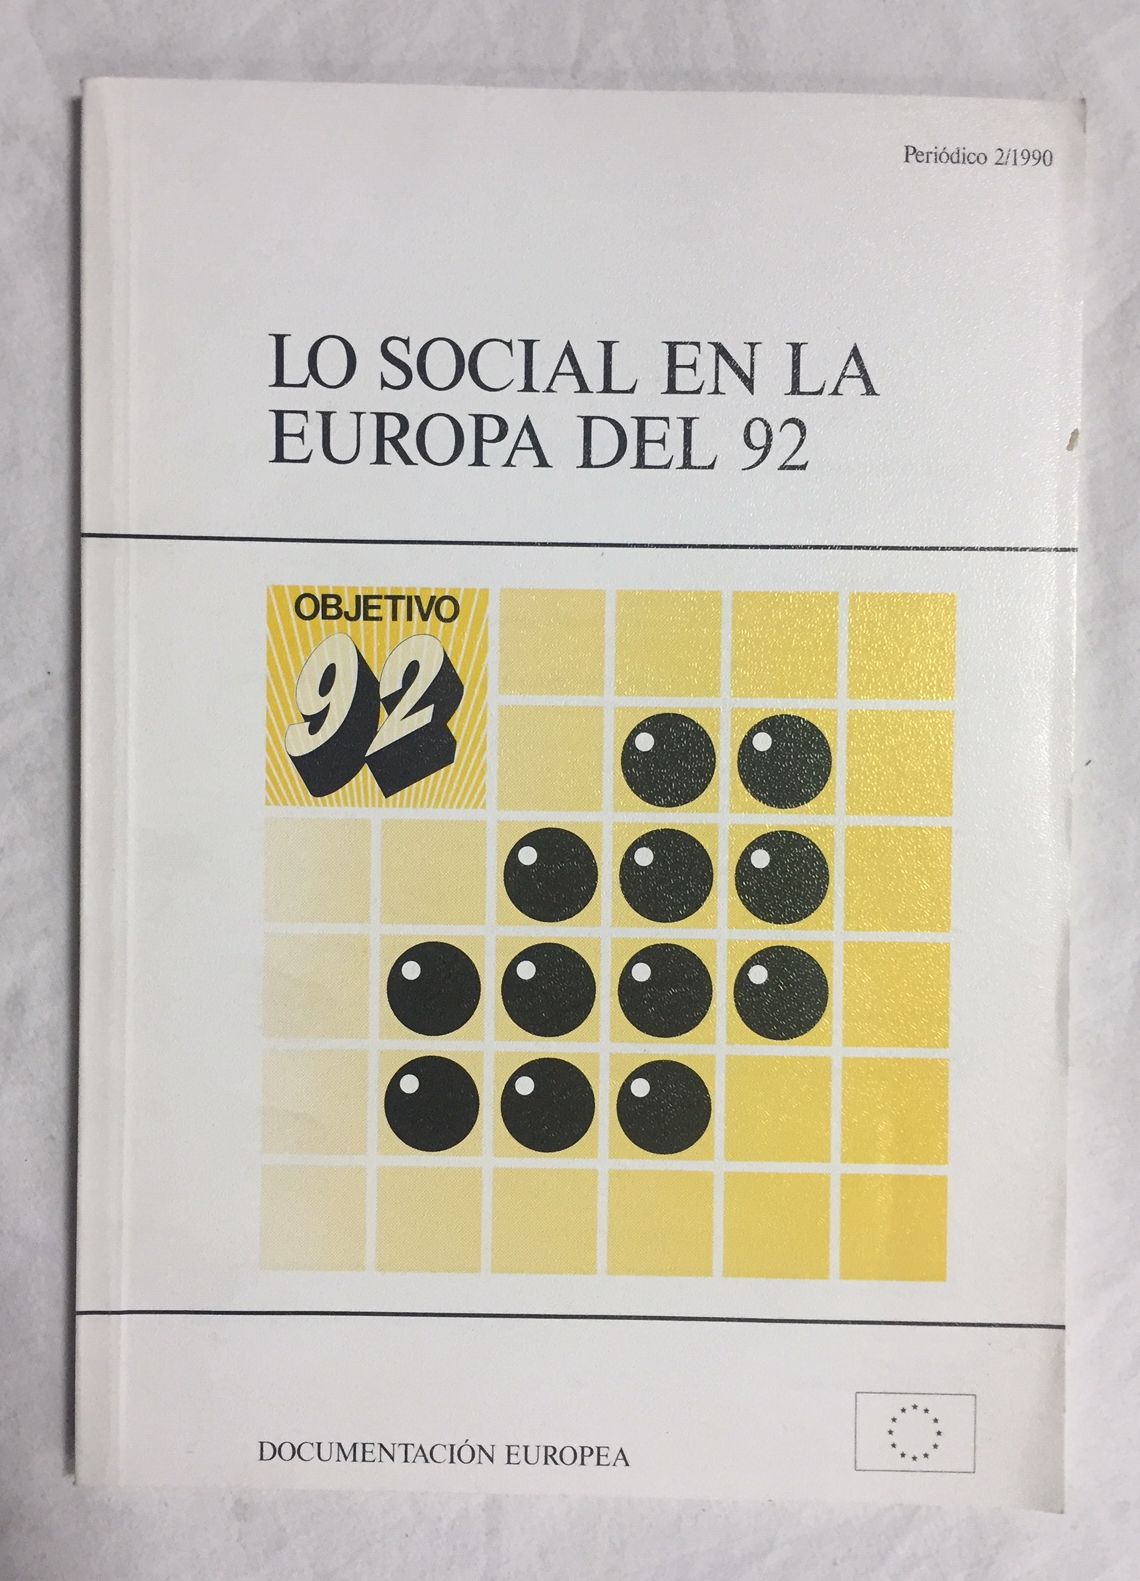 Periódico 2/1990
LO SOCIAL EN LA
EUROPA DEL 92
OBJETIVO
92
DOCUMENTACIÓN EUROPEA